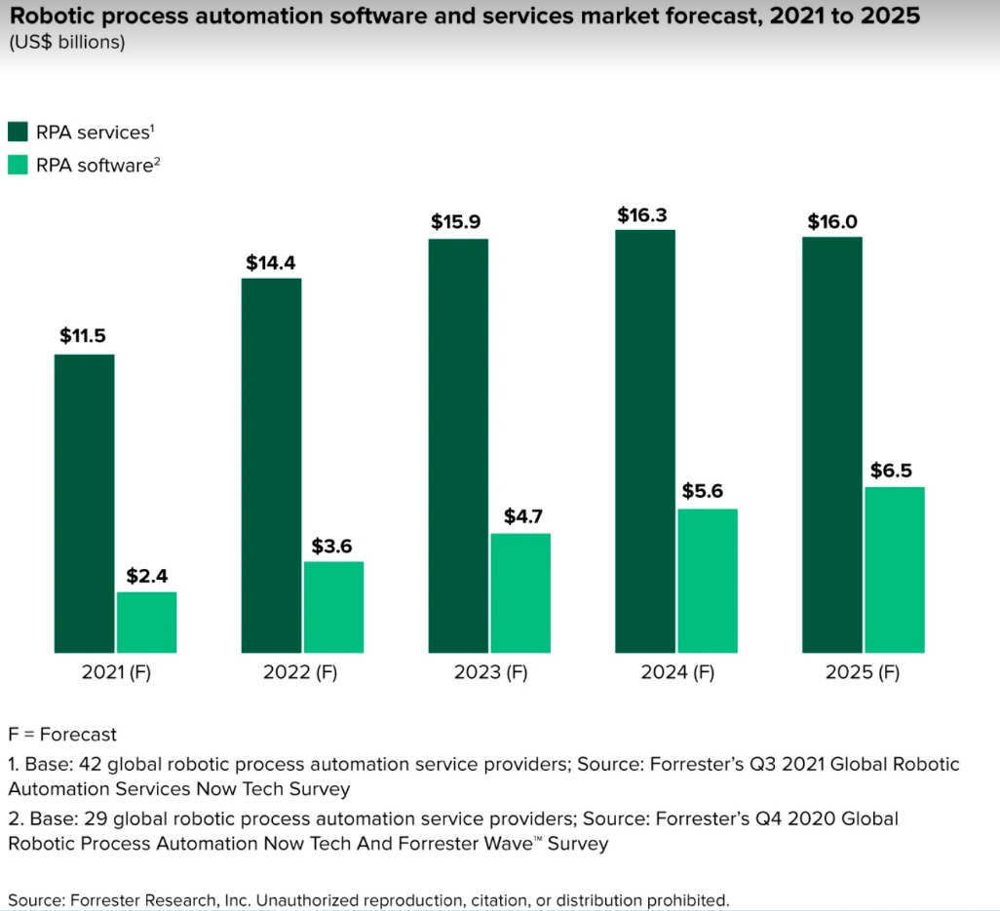 Robotic process automation software and services market forecast, 2021 to 2025
(US$ billions)
RPA services¹
RPA software²
$11.5
$2.4
$14.4
$3.6
$15.9
$4.7
$16.3
$5.6
$16.0
$6.5
2021 (F)
2022 (F)
2023 (F)
2024 (F)
2025 (F)
F = Forecast
1. Base: 42 global robotic process automation service providers; Source: Forrester’s Q3 2021 Global Robotic
Automation Services Now Tech Survey
2. Base: 29 global robotic process automation service providers; Source: Forrester’s Q4 2020 Global
Robotic Process Automation Now Tech And Forrester Wave™ Survey
Source: Forrester Research, Inc. Unauthorized reproduction, citation, or distribution prohibited.